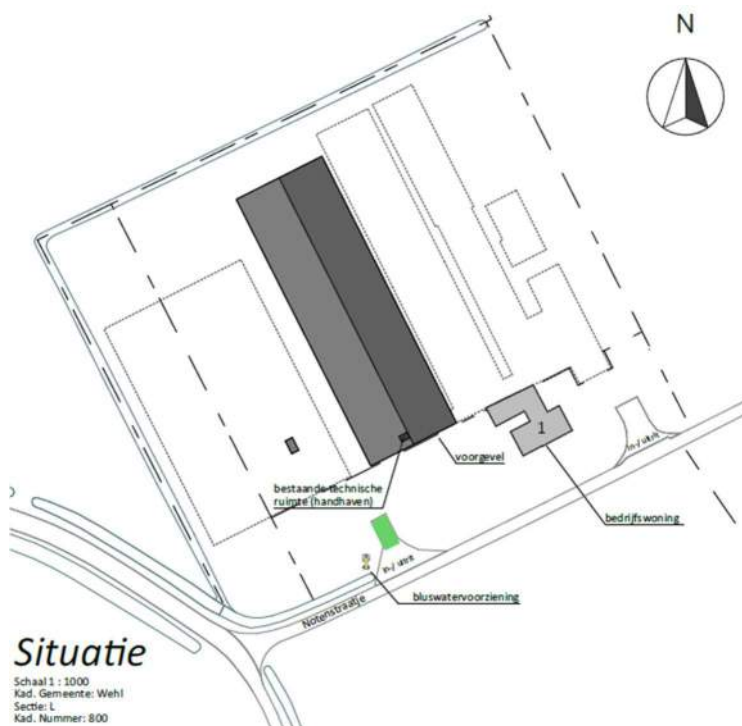 N
voorgevel
bestaande technische
ruimte (handhaven)
1
in-/ uitrit
bedrijfswoning
in-/ uitrit
bluswatervoorziening
Notenstraatje
Situatie
Schaal 1 : 1000
Kad. Gemeente: Wehl
Sectie: L
Kad. Nummer: 800